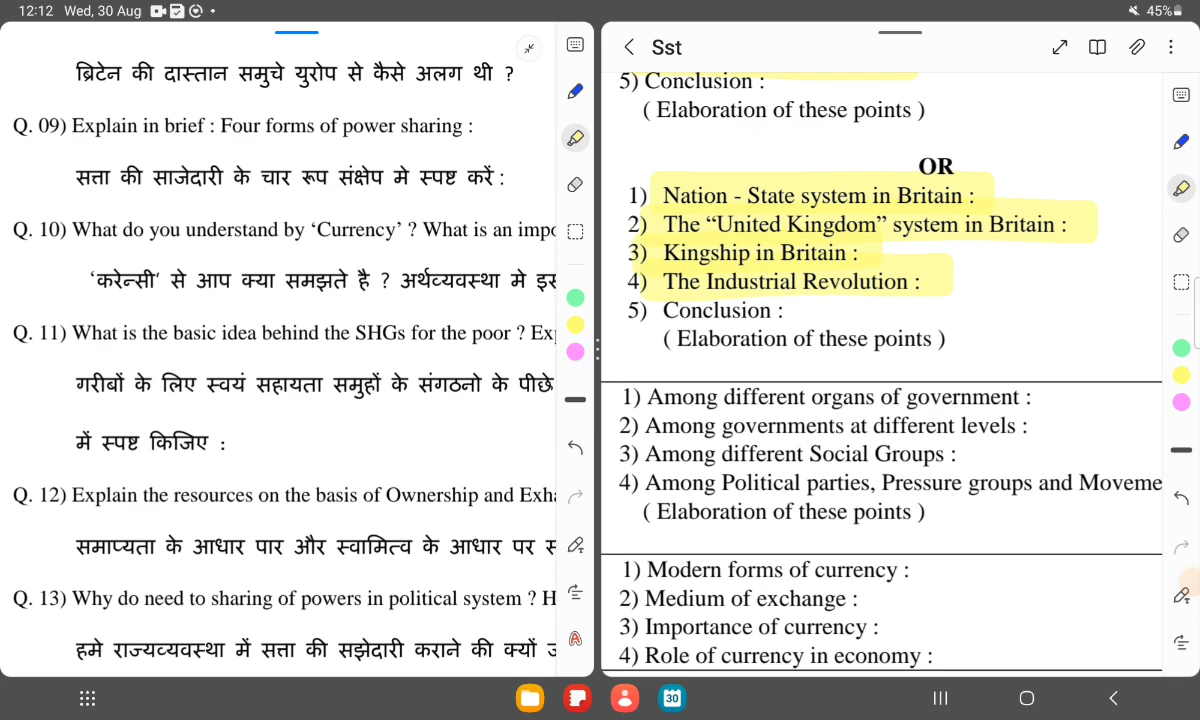 12:12 Wed, 30 Aug
45%
ब्रिटेन की दास्तान समुचे युरोप से कैसे अलग थी ?
Q. 09) Explain in brief : Four forms of power sharing :
सत्ता की साजेदारी के चार रूप संक्षेप मे स्पष्ट करें :
Q. 10) What do you understand by ‘Currency’ ? What is an
‘करेन्सी’ से आप क्या समझते है ? अर्थव्यवस्था मे
Q. 11) What is the basic idea behind the SHGs for the poor ?
गरीबों के लिए स्वयं सहायता समुहों के संगठनो के पीछे
में स्पष्ट किजिए :
Q. 12) Explain the resources on the basis of Ownership and
समाप्यता के आधार पार और स्वामित्व के आधार पर
Q. 13) Why do need to sharing of powers in political system ?
हमे राज्यव्यवस्था में सत्ता की सझेदारी कराने की क्यों
Sst
5) Conclusion :
( Elaboration of these points )
OR
1) Nation - State system in Britain :
2) The “United Kingdom” system in Britain :
3) Kingship in Britain :
4) The Industrial Revolution :
5) Conclusion :
( Elaboration of these points )
1) Among different organs of government :
2) Among governments at different levels :
3) Among different Social Groups :
4) Among Political parties, Pressure groups and Moveme
( Elaboration of these points )
1) Modern forms of currency :
2) Medium of exchange :
3) Importance of currency :
4) Role of currency in economy :
30